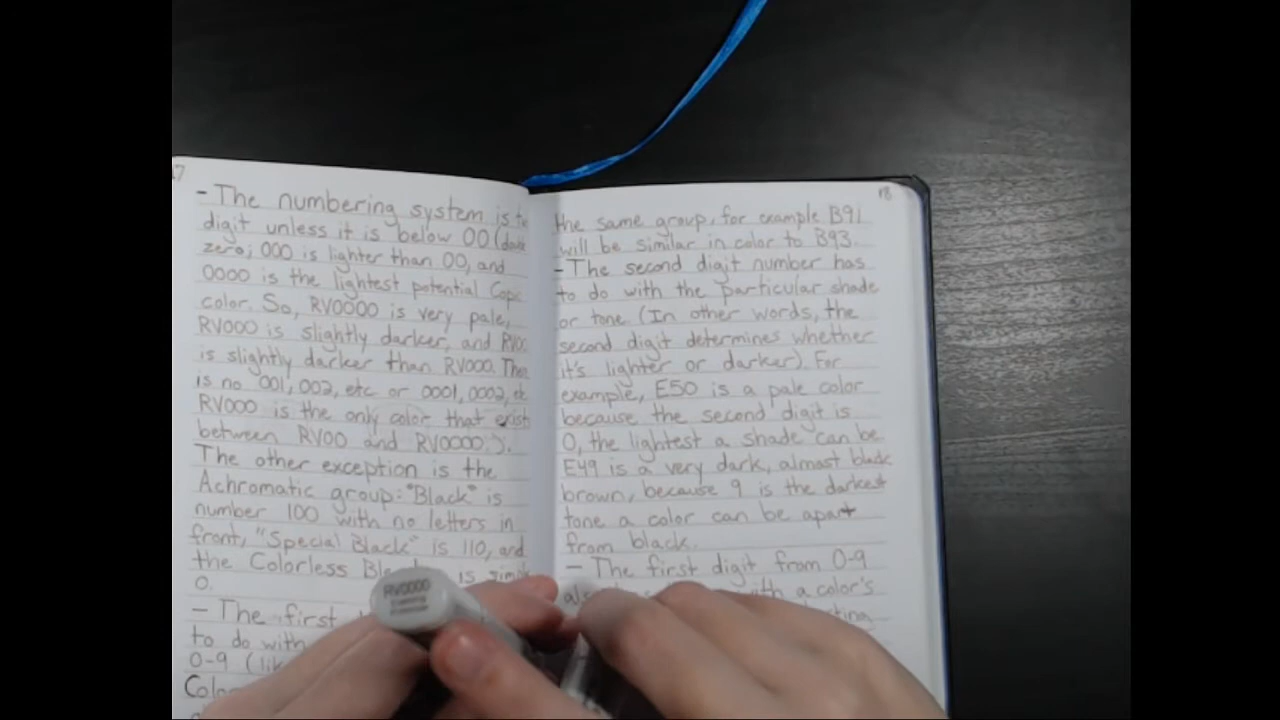 17
- The numbering system is
digit unless it is below 00
zero; 000 is lighter than 00, and
0000 is the lightest potential Copic
color. So, RV0000 is very pale,
RV000 is slightly darker, and
is slightly darker than RV000.
is no 001, 002, etc or 0001, 0002,
RV000 is the only color that exist
between RV00 and RV0000.).
The other exception is the
Achromatic group: "Black" is
number 100 with no letters in
front, "Special Black" is 110, and
the Colorless is
0.
- The first
to do with
0-9
18
the same group, for example B91
will be similar in color to B93.
- The second digit number has
to do with the particular shade
or tone (In other words, the
second digit determines whether
it's lighter or darker). For
example, E50 is a pale color
because the second digit is
0, the lightest a shade can be.
E49 is a very dark, almost black
brown, because 9 is the darkest
tone a color can be apart
from black.
- The first digit from 0-9
with a color's
RV0000